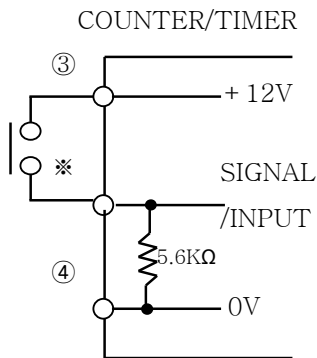 COUNTER/TIMER
③
+12V
※
SIGNAL
/INPUT
5.6KΩ
④
0V